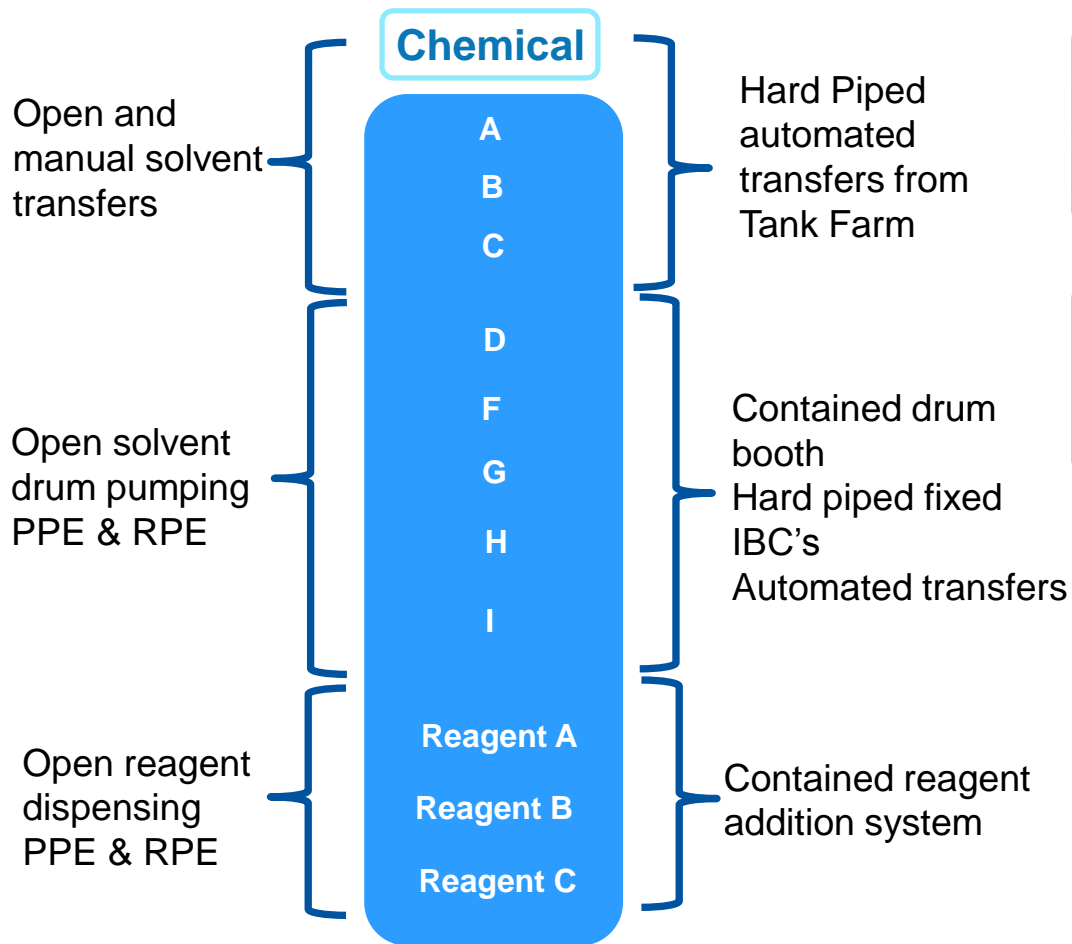 Chemical
Open and
manual solvent
transfers
A
B
C
Hard Piped
automated
transfers from
Tank Farm
Open solvent
drum pumping
PPE & RPE
D
F
G
H
I
Contained drum
booth
Hard piped fixed
IBC's
Automated transfers
Open reagent
dispensing
PPE & RPE
Reagent A
Reagent B
Reagent C
Contained reagent
addition system